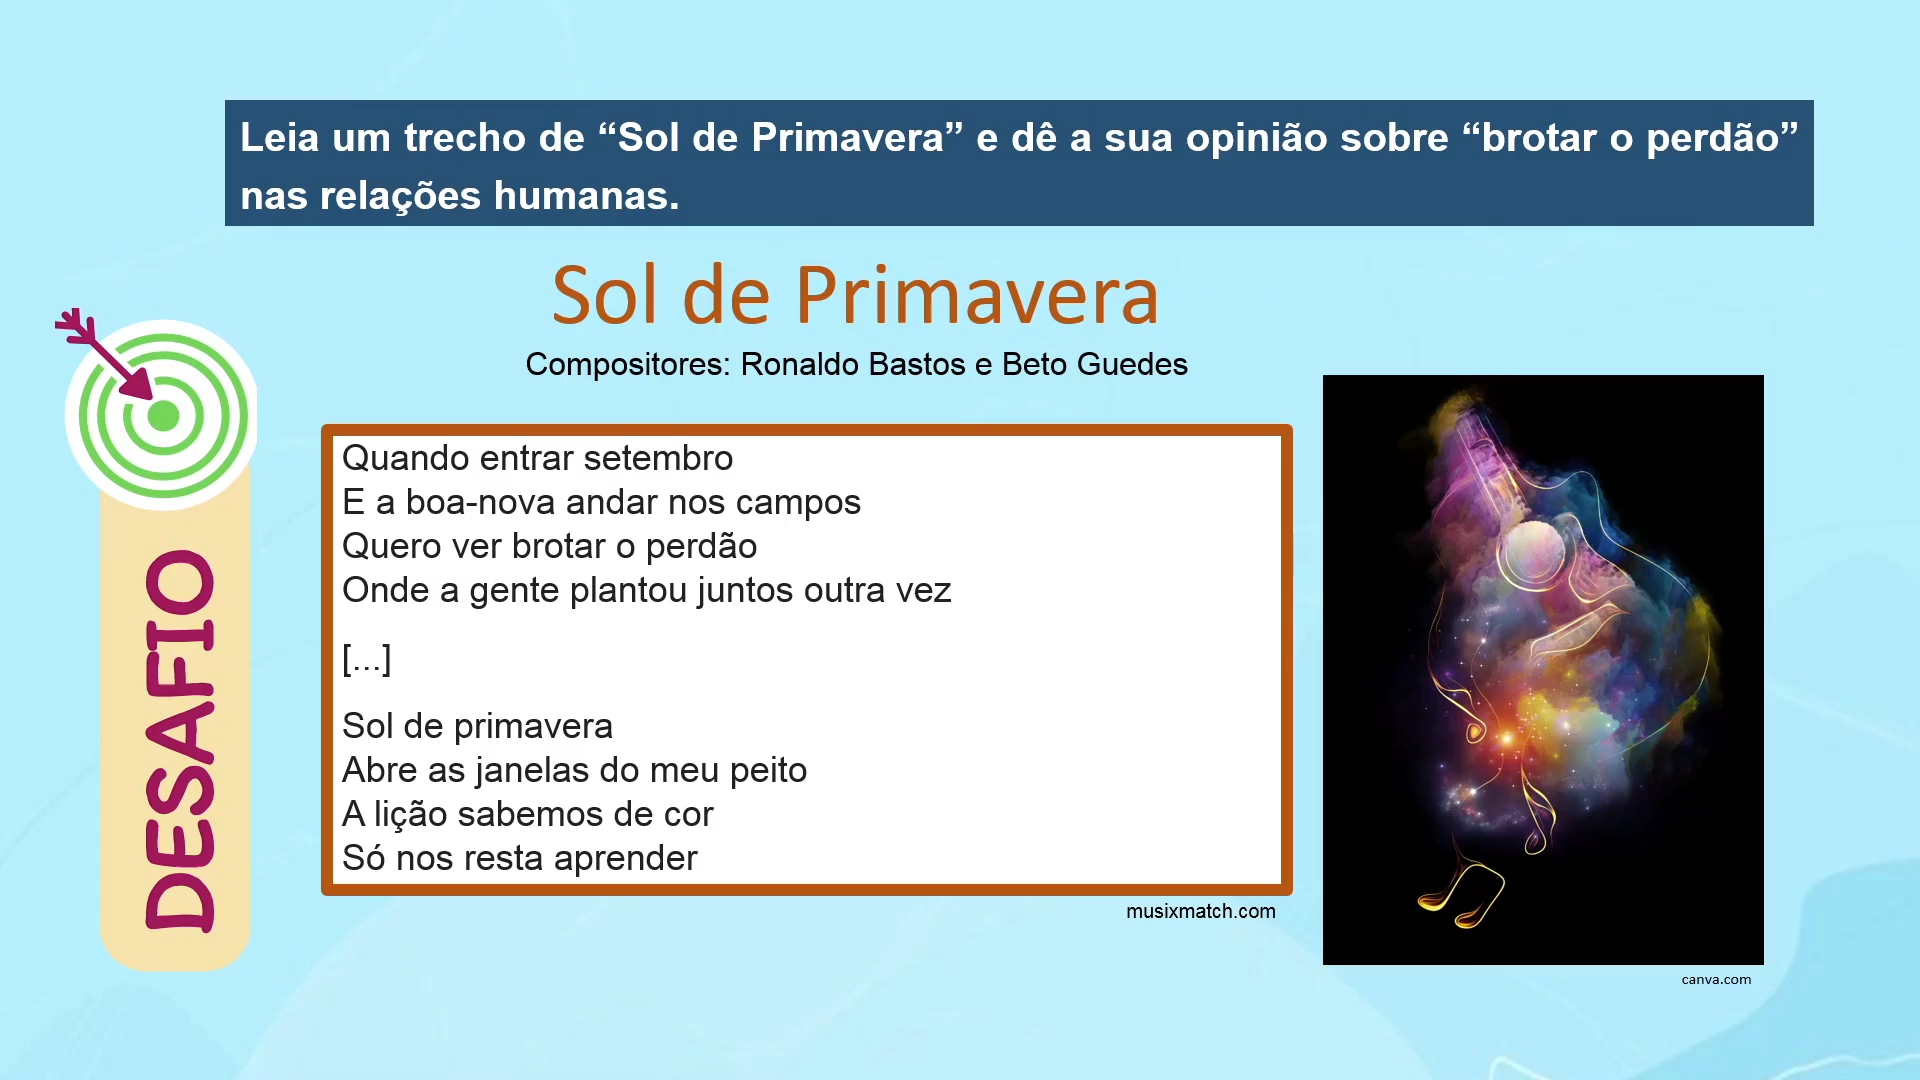 Leia um trecho de “Sol de Primavera” e dê a sua opinião sobre “brotar o perdão”
nas relações humanas.
Sol de Primavera
Compositores: Ronaldo Bastos e Beto Guedes
DESAFIO
Quando entrar setembro
E a boa-nova andar nos campos
Quero ver brotar o perdão
Onde a gente plantou juntos outra vez
[...]
Sol de primavera
Abre as janelas do meu peito
A lição sabemos de cor
Só nos resta aprender
musixmatch.com
canva.com